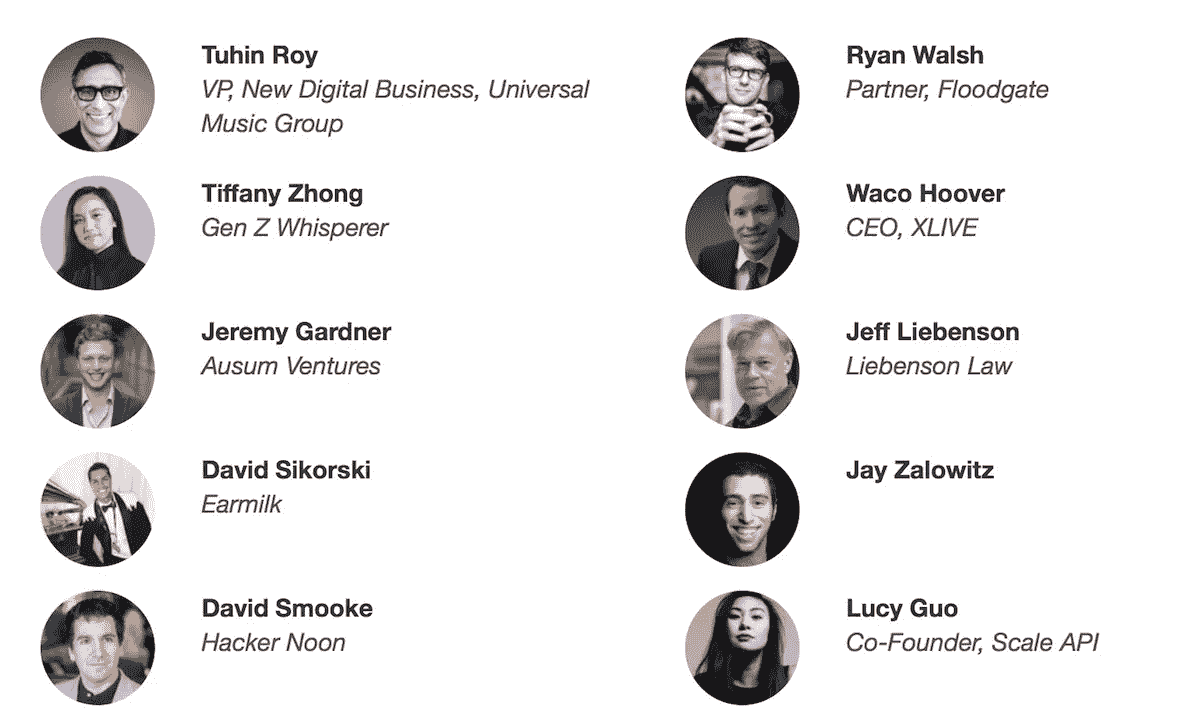 Tuhin Roy
VP, New Digital Business, Universal
Music Group
Ryan Walsh
Partner, Floodgate
Tiffany Zhong
Gen Z Whisperer
Waco Hoover
CEO, XLIVE
Jeremy Gardner
Ausum Ventures
Jeff Liebenson
Liebenson Law
David Sikorski
Earmilk
Jay Zalowitz
David Smooke
Hacker Noon
Lucy Guo
Co-Founder, Scale API